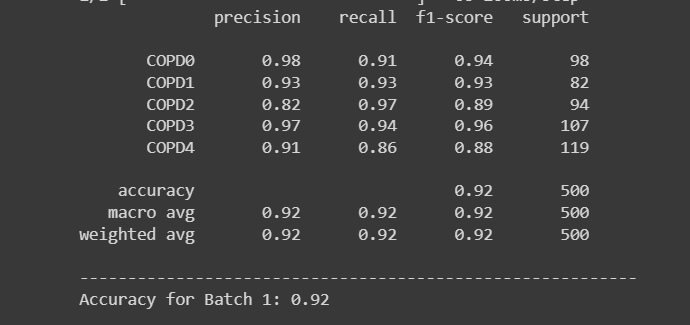 precision recall f1-score support
COPD0 0.98 0.91 0.94 98
COPD1 0.93 0.93 0.93 82
COPD2 0.82 0.97 0.89 94
COPD3 0.97 0.94 0.96 107
COPD4 0.91 0.86 0.88 119
accuracy 0.92 500
macro avg 0.92 0.92 0.92 500
weighted avg 0.92 0.92 0.92 500
------------------------------------------------------------
Accuracy for Batch 1: 0.92